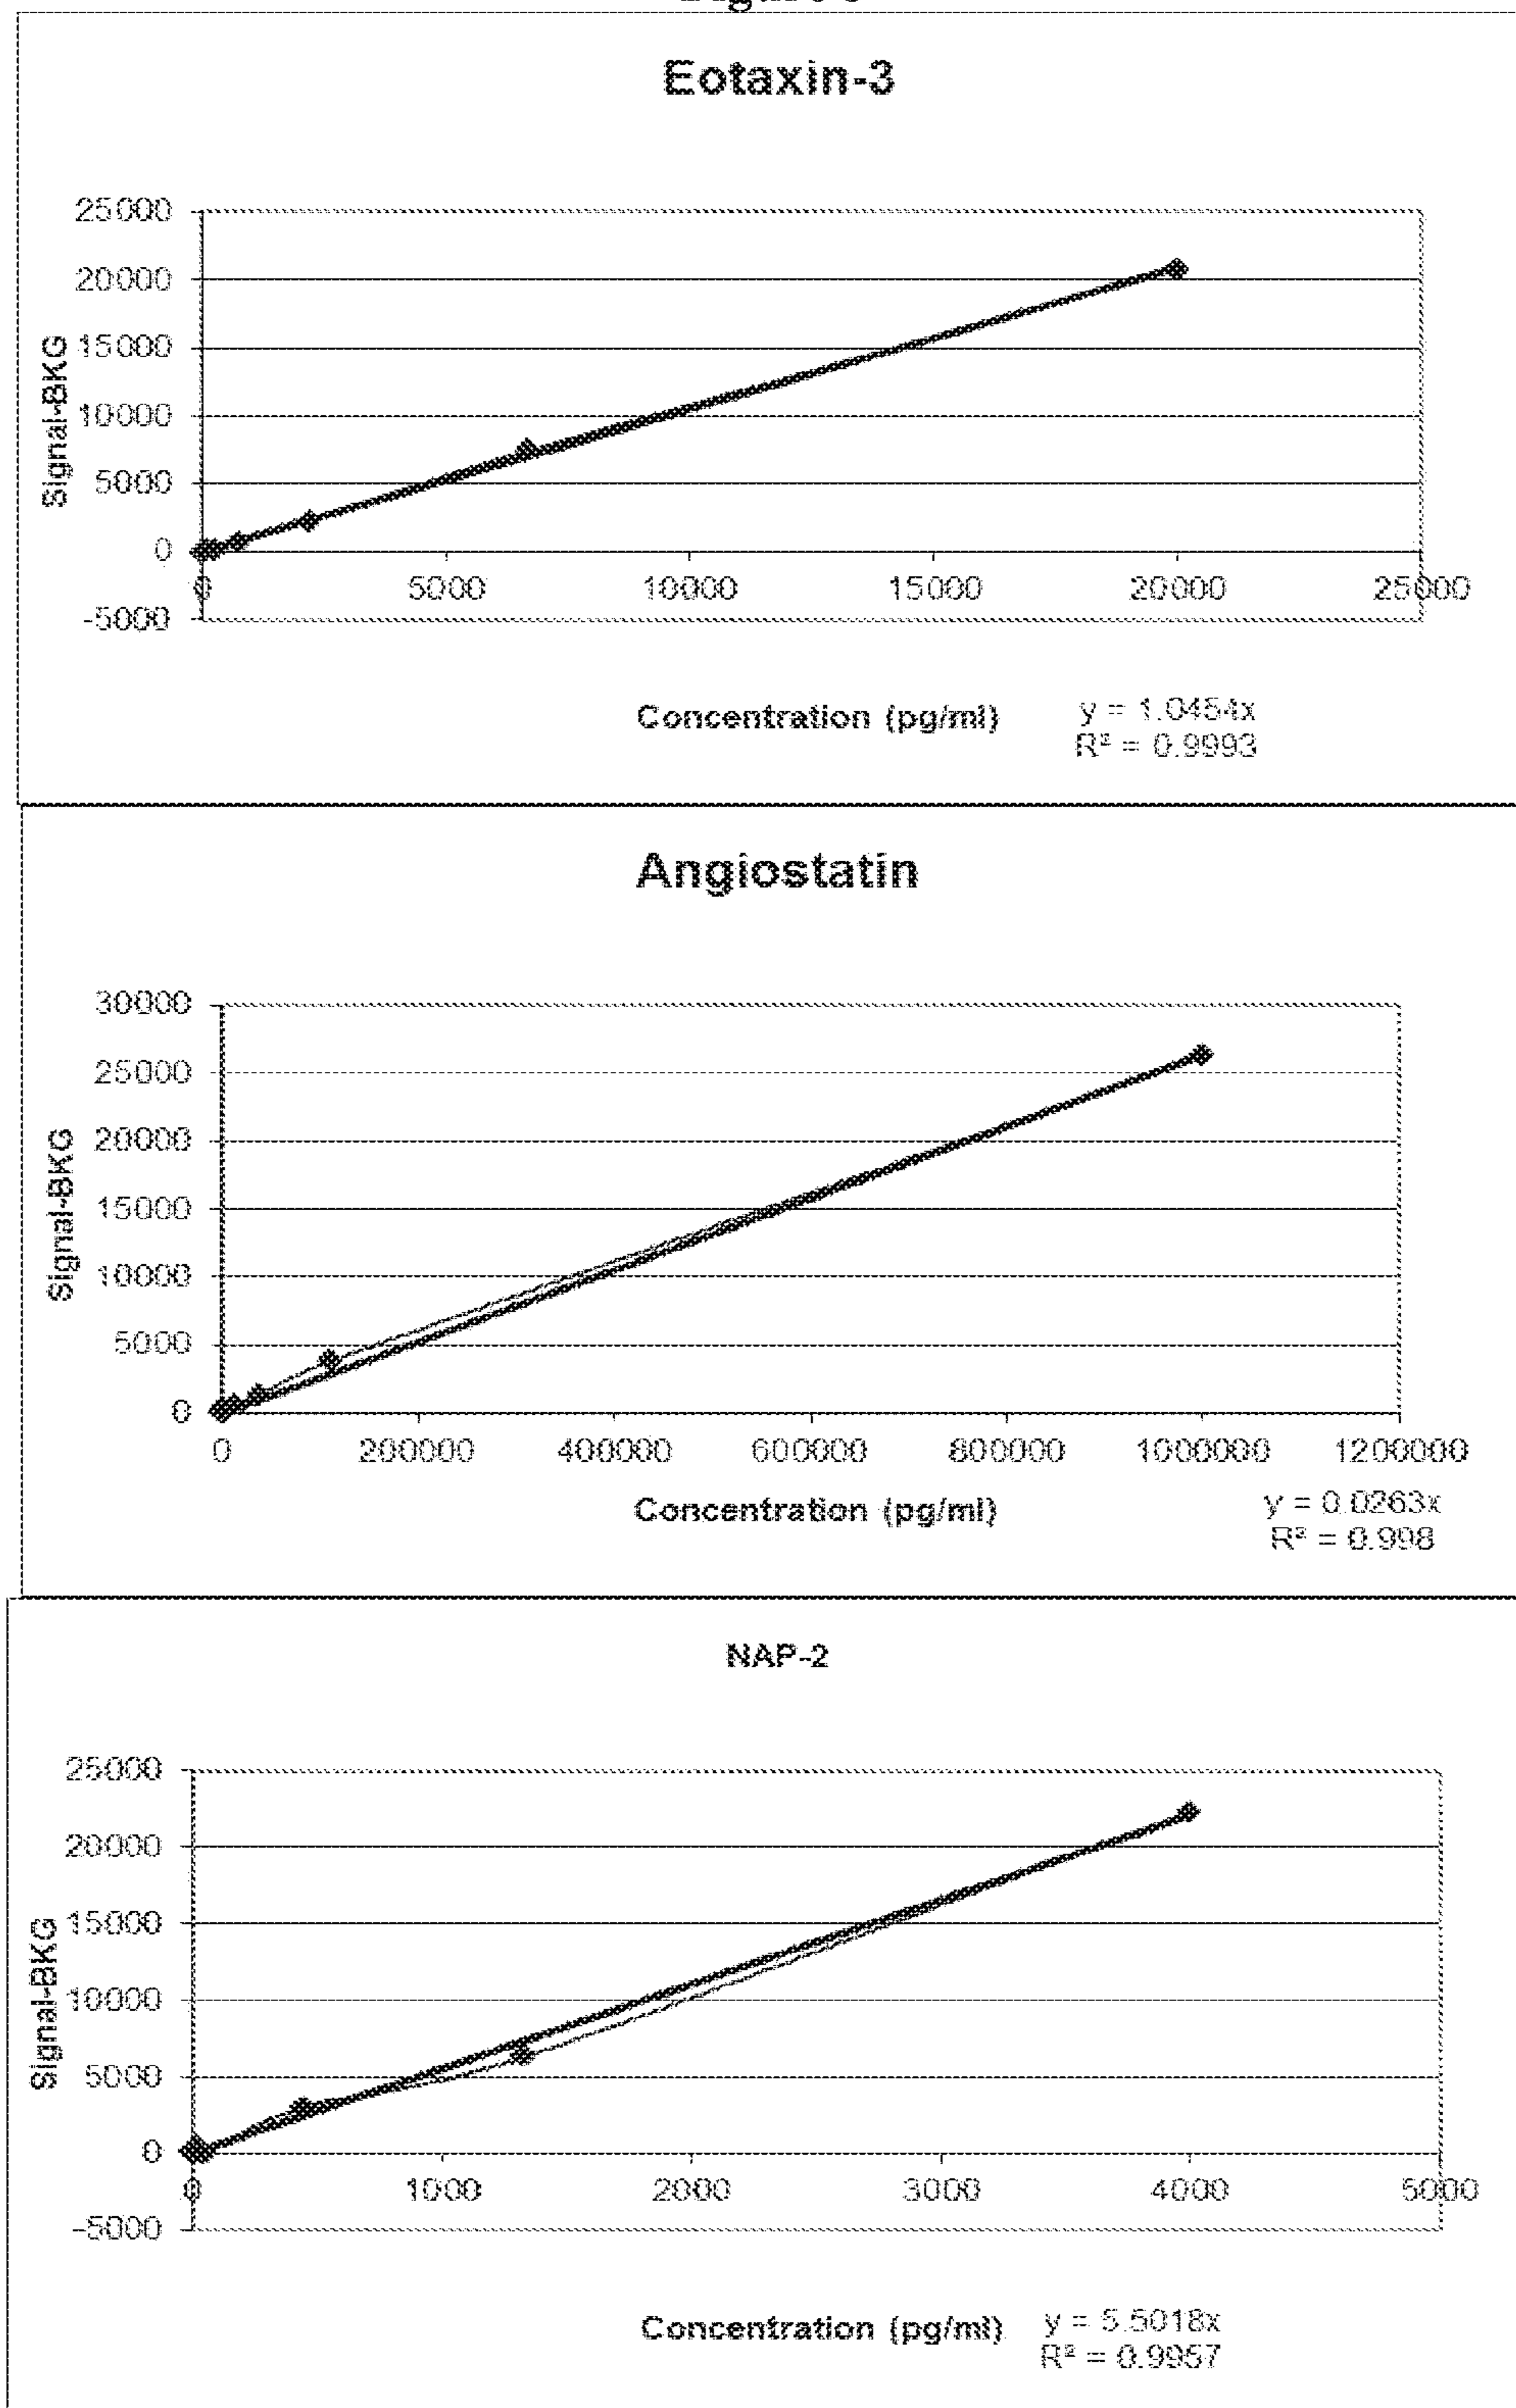 Eotaxin-3
25000
20000
15000
10000
5000
0
-5000
Signal-BKG
0 5000 10000 15000 20000 25000
Concentration (pg/ml)
y = 1.0454x
R² = 0.9993
Angiostatin
30000
25000
20000
15000
10000
5000
0
Signal-BKG
0 200000 400000 600000 800000 1000000 1200000
Concentration (pg/ml)
y = 0.0263x
R² = 0.998
NAP-2
25000
20000
15000
10000
5000
0
-5000
Signal-BKG
0 1000 2000 3000 4000 5000
Concentration (pg/ml)
y = 5.5018x
R² = 0.9957